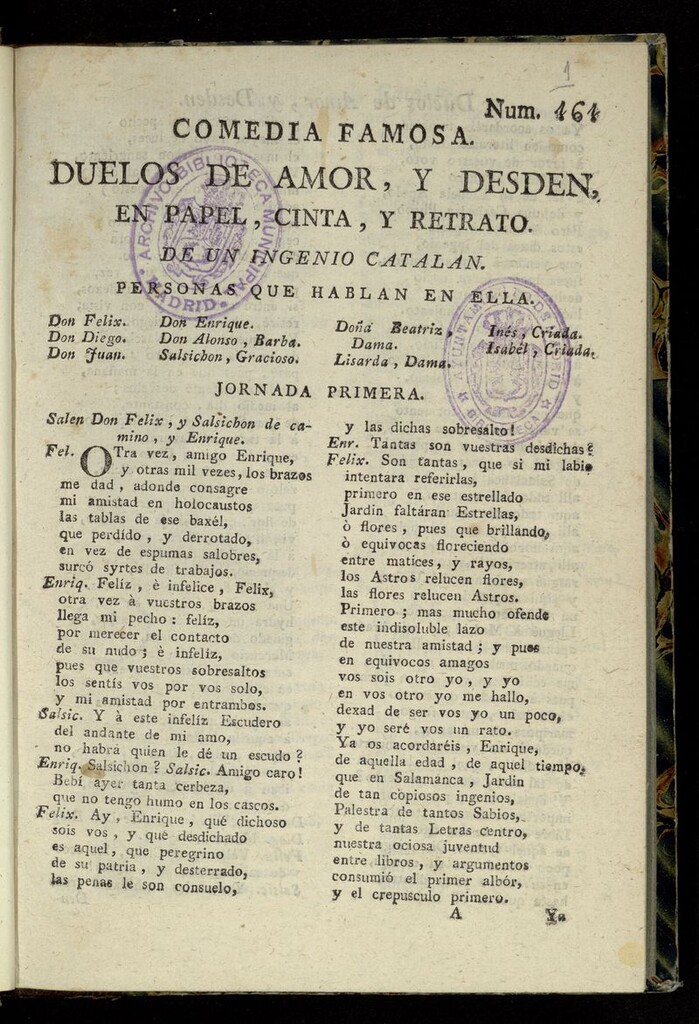 1
Num. 161
COMEDIA FAMOSA.
DUELOS DE AMOR, Y DESDEN,
EN PAPEL, CINTA, Y RETRATO.
DE UN INGENIO CATALAN.
PERSONAS QUE HABLAN EN ELLA.
Don Felix.
Don Diego.
Don Juan.
Don Enrique.
Don Alonso, Barba.
Salsichon, Gracioso.
Doña Beatriz,
Dama.
Lisarda, Dama.
Inés, Criada.
Isabél, Criada.
ARCHIVO BIBLIOTECA MUNICIPAL
MADRID
JORNADA PRIMERA.
Salen Don Felix, y Salsichon de ca-
mino, y Enrique.
Fel. OTra vez, amigo Enrique,
y otras mil vezes, los brazos
me dad, adonde consagre
mi amistad en holocaustos
las tablas de ese baxél,
que perdído, y derrotado,
en vez de espumas salobres,
surcó syrtes de trabajos.
Enriq. Felíz, è infelice, Felix,
otra vez à vuestros brazos
llega mi pecho: felíz,
por merecer el contacto
de su nudo; è infelíz,
pues que vuestros sobresaltos
los sentís vos por vos solo,
y mi amistad por entrambos.
Salsic. Y à este infelíz Escudero
del andante de mi amo,
no habrá quien le dé un escudo?
Enriq. Salsichon? Salsic. Amigo caro!
Bebí ayer tanta cerbeza,
que no tengo humo en los cascos.
Felix. Ay, Enrique, qué dichoso
sois vos, y qué desdichado
es aquel, que peregrino
de su patria, y desterrado,
las penas le son consuelo,
y las dichas sobresalto!
Enr. Tantas son vuestras desdichas?
Felix. Son tantas, que si mi labio
intentara referirlas,
primero en ese estrellado
Jardin faltáran Estrellas,
ò flores, pues que brillando,
ò equivocas floreciendo
entre matices, y rayos,
los Astros relucen flores,
las flores relucen Astros.
Primero; mas mucho ofende
este indisoluble lazo
de nuestra amistad; y pues
en equivocos amagos
vos sois otro yo, y yo
en vos otro yo me hallo,
dexad de ser vos yo un poco,
y yo seré vos un rato.
Ya os acordaréis, Enrique,
de aquella edad, de aquel tiempo,
que en Salamanca, Jardin
de tan copiosos ingenios,
Palestra de tantos Sabios,
y de tantas Letras centro,
nuestra ociosa juventud
entre libros, y argumentos
consumió el primer albór,
y el crepusculo primero.
A
Ya